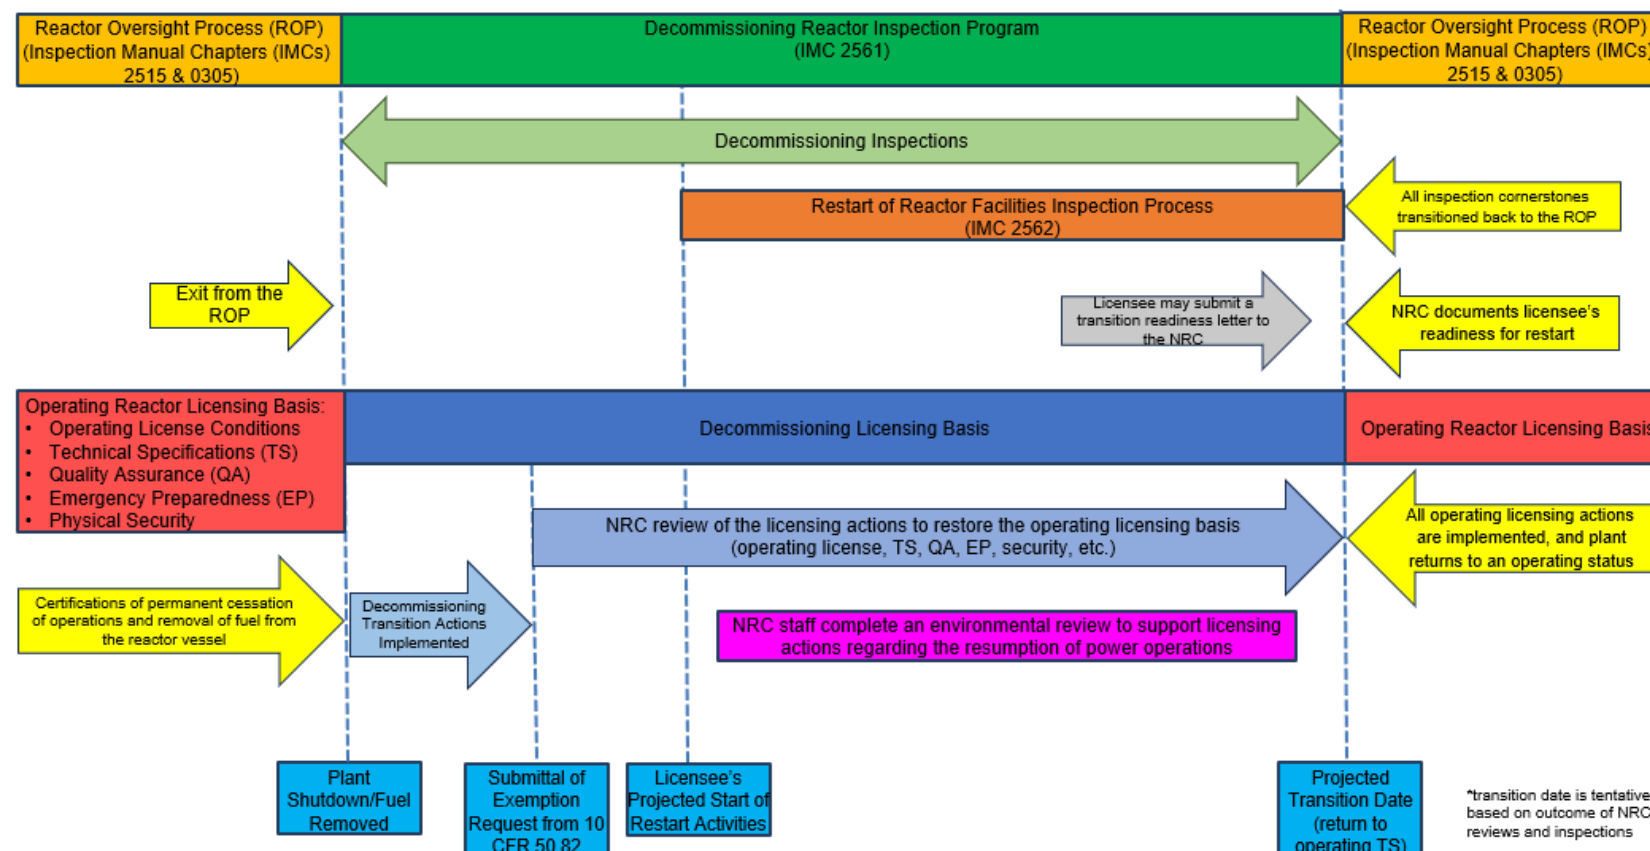 Reactor Oversight Process (ROP)
(Inspection Manual Chapters (IMCs)
2515 & 0305)
Decommissioning Reactor Inspection Program
(IMC 2561)
Reactor Oversight Process (ROP)
(Inspection Manual Chapters (IMCs)
2515 & 0305)
Decommissioning Inspections
Restart of Reactor Facilities Inspection Process
(IMC 2562)
All inspection cornerstones
transitioned back to the ROP
Exit from the
ROP
Licensee may submit a
transition readiness letter to
the NRC
NRC documents licensee's
readiness for restart
Operating Reactor Licensing Basis:
• Operating License Conditions
• Technical Specifications (TS)
• Quality Assurance (QA)
• Emergency Preparedness (EP)
• Physical Security
Decommissioning Licensing Basis
Operating Reactor Licensing Basis
NRC review of the licensing actions to restore the operating licensing basis
(operating license, TS, QA, EP, security, etc.)
All operating licensing actions
are implemented, and plant
returns to an operating status
Certifications of permanent cessation
of operations and removal of fuel from
the reactor vessel
Decommissioning
Transition Actions
Implemented
NRC staff complete an environmental review to support licensing
actions regarding the resumption of power operations
Plant
Shutdown/Fuel
Removed
Submittal of
Exemption
Request from 10
CFR 50.82
Licensee's
Projected Start of
Restart Activities
Projected
Transition Date
(return to
operating TS)
*transition date is tentative
based on outcome of NRC
reviews and inspections